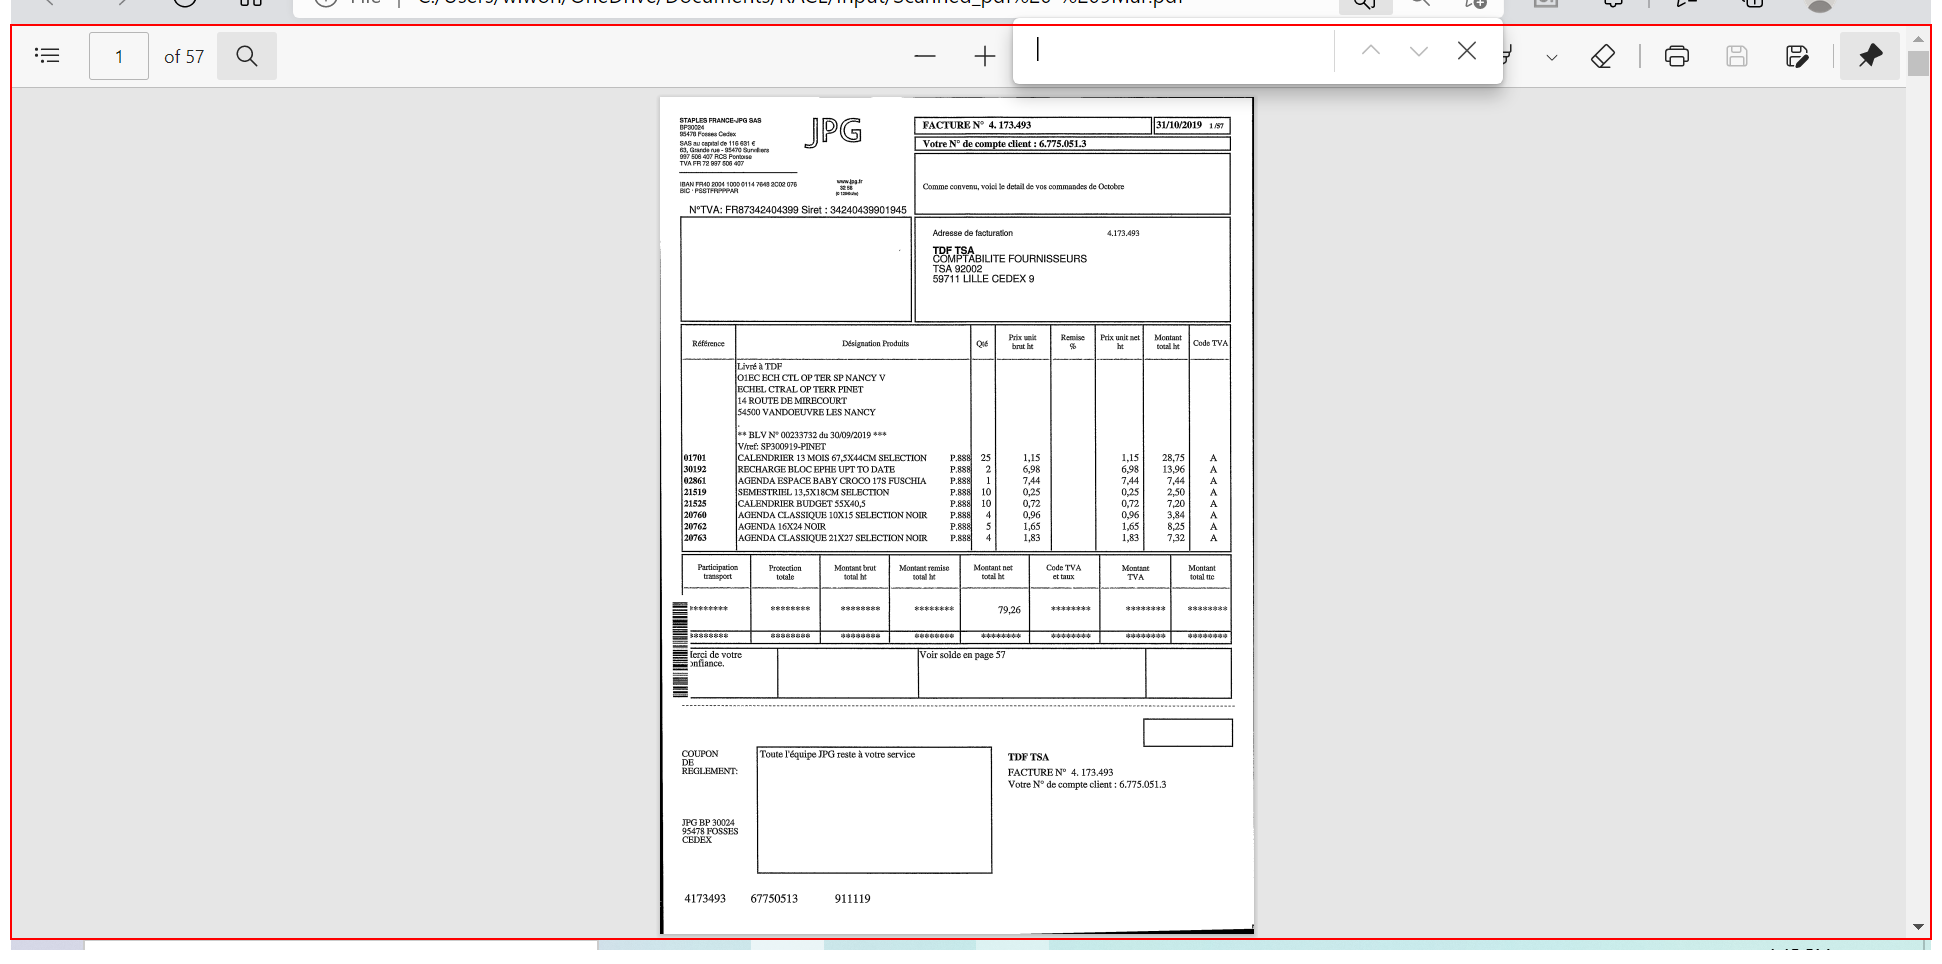 File
1 of 57
STAPLES FRANCE-JPG SAS
BP30024
95478 Fosses Cedex
SAS au capital de 116 631 €
63, Grande rue - 95470 Survilliers
997 506 407 RCS Pontoise
TVA FR 72 997 506 407
IBAN FR40 2004 1000 0114 7648 2C02 076
BIC : PSSTFRPPPAR
JPG
www.jpg.fr
32 56
N°TVA: FR87342404399 Siret : 34240439901945
FACTURE N° 4. 173.493
31/10/2019 1 /57
Votre N° de compte client : 6.775.051.3
Comme convenu, voici le detail de vos commandes de Octobre
Adresse de facturation 4.173.493
TDF TSA
COMPTABILITE FOURNISSEURS
TSA 92002
59711 LILLE CEDEX 9
Référence Désignation Produits Qté Prix unit brut ht Remise % Prix unit net ht Montant total ht Code TVA
Livré à TDF
O1EC ECH CTL OP TER SP NANCY V
ECHEL CTRAL OP TERR PINET
14 ROUTE DE MIRECOURT
54500 VANDOEUVRE LES NANCY
.
** BLV N° 00233732 du 30/09/2019 ***
V/ref: SP300919-PINET
01701 CALENDRIER 13 MOIS 67,5X44CM SELECTION P.888 25 1,15 1,15 28,75 A
30192 RECHARGE BLOC EPHE UPT TO DATE P.888 2 6,98 6,98 13,96 A
02861 AGENDA ESPACE BABY CROCO 17S FUSCHIA P.888 1 7,44 7,44 7,44 A
21519 SEMESTRIEL 13,5X18CM SELECTION P.888 10 0,25 0,25 2,50 A
21525 CALENDRIER BUDGET 55X40,5 P.888 10 0,72 0,72 7,20 A
20760 AGENDA CLASSIQUE 10X15 SELECTION NOIR P.888 4 0,96 0,96 3,84 A
20762 AGENDA 16X24 NOIR P.888 5 1,65 1,65 8,25 A
20763 AGENDA CLASSIQUE 21X27 SELECTION NOIR P.888 4 1,83 1,83 7,32 A
Participation transport Protection totale Montant brut total ht Montant remise total ht Montant net total ht Code TVA et taux Montant TVA Montant total ttc
******** ******** ******** ******** 79,26 ******** ******** ********
******** ******** ******** ******** ******** ******** ******** ********
Merci de votre
confiance.
Voir solde en page 57
COUPON
DE
REGLEMENT:
Toute l'équipe JPG reste à votre service
TDF TSA
FACTURE N° 4. 173.493
Votre N° de compte client : 6.775.051.3
JPG BP 30024
95478 FOSSES
CEDEX
4173493 67750513 911119